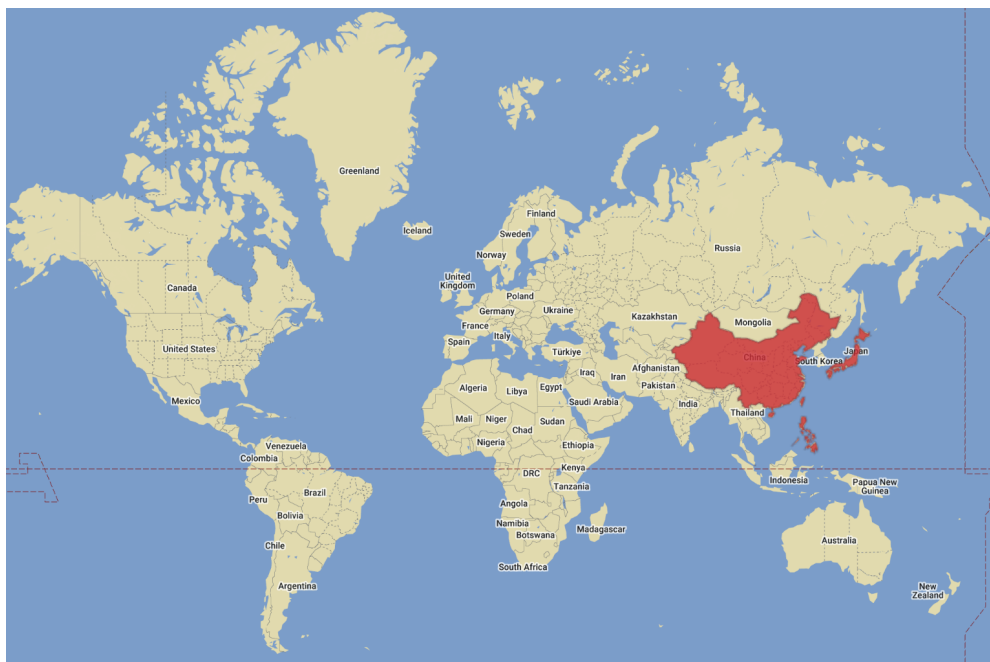 Greenland
Iceland
Finland
Sweden
Norway
Russia
Canada
United
Kingdom
Poland
Germany
Ukraine
France
Italy
Spain
Kazakhstan
Mongolia
United States
Türkiye
China
Japan
South Korea
Afghanistan
Iraq
Iran
Pakistan
Algeria
Libya
Egypt
Saudi Arabia
India
Mexico
Thailand
Mali
Niger
Chad
Sudan
Nigeria
Ethiopia
Venezuela
Colombia
Kenya
DRC
Tanzania
Indonesia
Papua New
Guinea
Peru
Brazil
Angola
Bolivia
Namibia
Botswana
Madagascar
Australia
Chile
South Africa
Argentina
New
Zealand